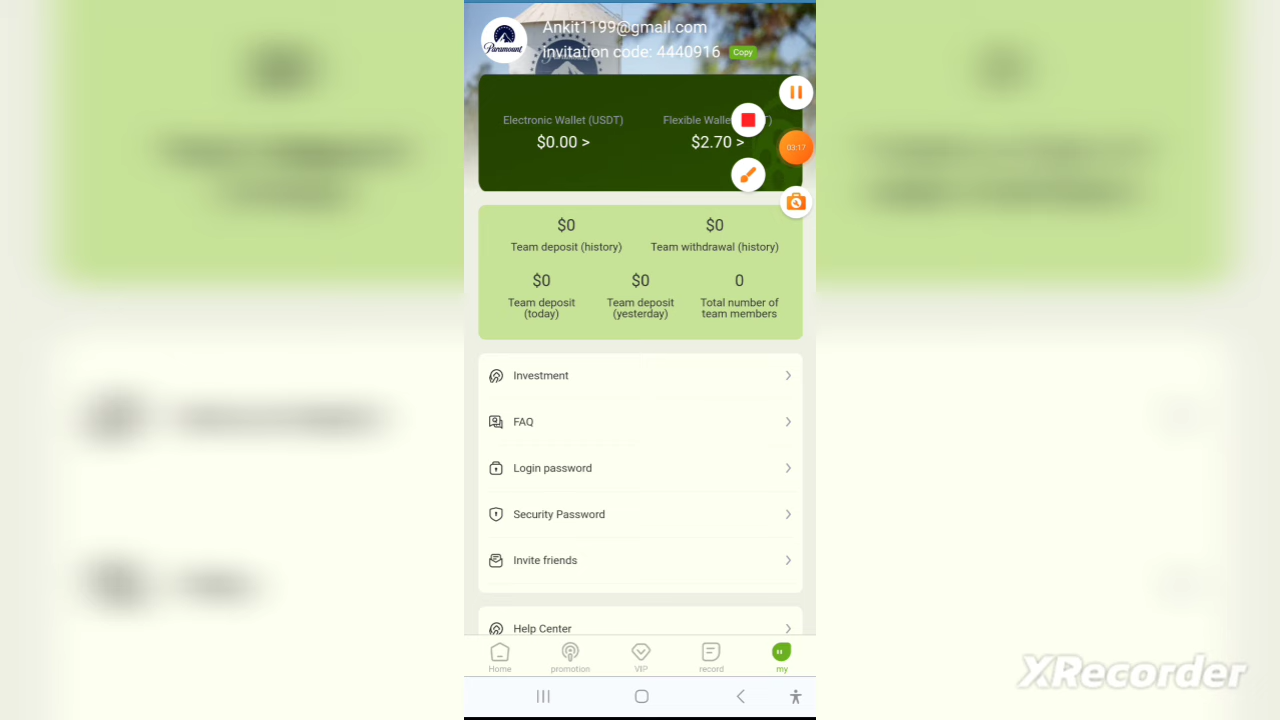 Paramount
Ankit1199@gmail.com
invitation code: 4440916 Copy
Electronic Wallet (USDT)
Flexible Walle T)
$0.00 >
$2.70 >
03:17
$0
$0
Team deposit (history)
Team withdrawal (history)
$0
$0
0
Team deposit
(today)
Team deposit
(yesterday)
Total number of
team members
Investment
FAQ
Login password
Security Password
Invite friends
Help Center
Home
promotion
VIP
record
my
XRecorder